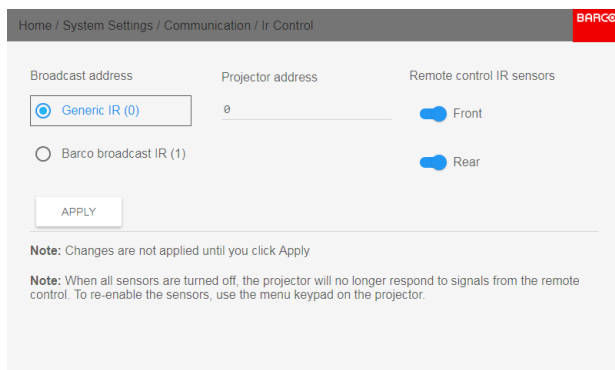 Home / System Settings / Communication / Ir Control
BARCO
Broadcast address
Projector address
Remote control IR sensors
Generic IR (0)
0
Front
Barco broadcast IR (1)
Rear
APPLY
Note: Changes are not applied until you click Apply
Note: When all sensors are turned off, the projector will no longer respond to signals from the remote
control. To re-enable the sensors, use the menu keypad on the projector.